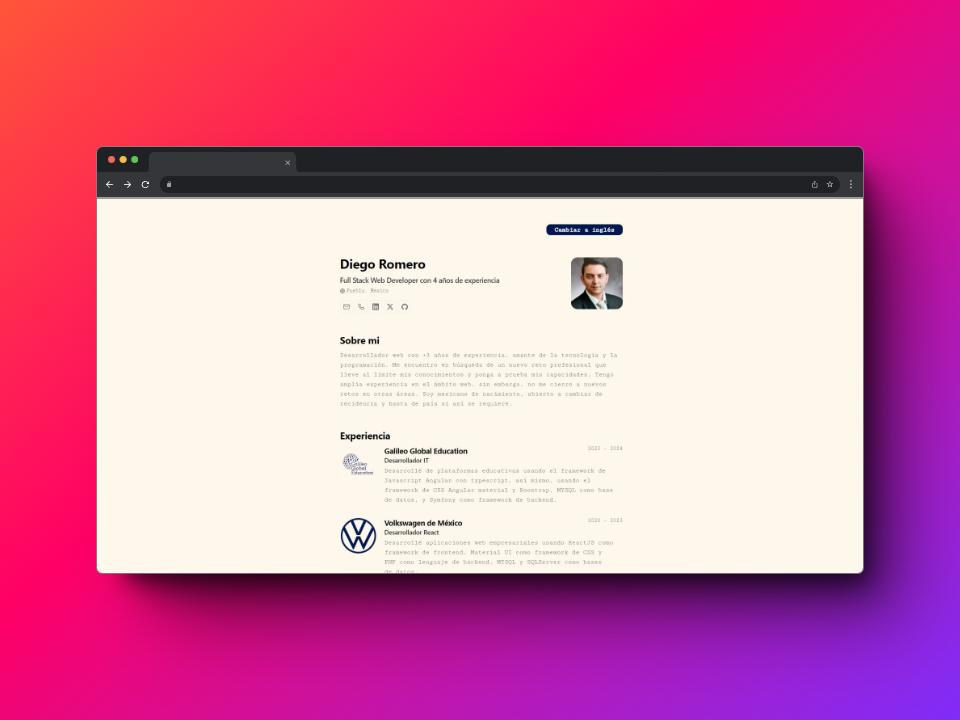 Cambiar a inglés
Diego Romero
Full Stack Web Developer con 4 años de experiencia
Puebla, Mexico
Sobre mi
Desarrollador web con +3 años de experiencia, amante de la tecnología y la
programación. Me encuentro en búsqueda de un nuevo reto profesional que
lleve al límite mis conocimientos y ponga a prueba mis capacidades. Tengo
amplia experiencia en el ámbito web, sin embargo, no me cierro a nuevos
retos en otras áreas. Soy mexicano de nacimiento, abierto a cambiar de
recidencia y hasta de país si así se requiere.
Experiencia
Galileo Global Education
2023 - 2024
Galileo
Global
Education
Desarrollador IT
Desarrollé de plataformas educativas usando el framework de
Javascript Angular con typescript, así mismo, usando el
framework de CSS Angular material y Boostrap, MYSQL como base
de datos, y Symfony como framework de backend.
Volkswagen de México
2020 - 2023
Desarrollador React
Desarrollé aplicaciones web empresariales usando ReactJS como
framework de frontend, Material UI como framework de CSS y
PHP como lenguaje de backend, MYSQL y SQLServer como bases
de datos.